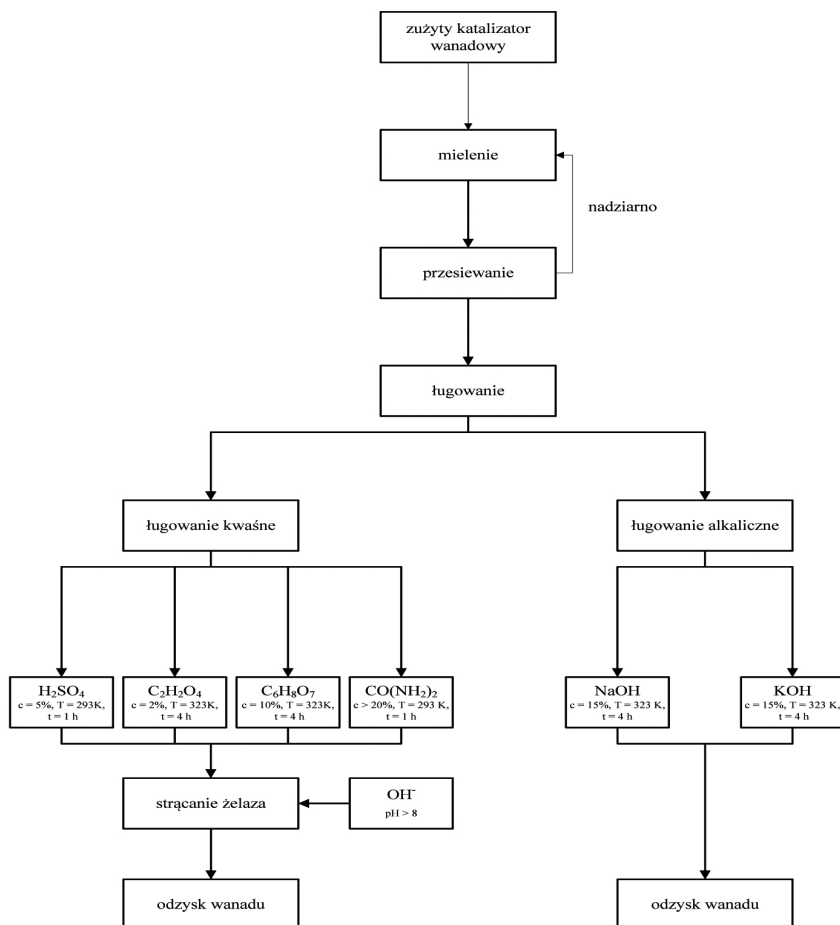 zużyty katalizator
wanadowy
mielenie
nadziarno
przesiewanie
ługowanie
ługowanie kwaśne
ługowanie alkaliczne
H₂SO₄
c = 5%, T = 293K,
t = 1 h
C₂H₂O₄
c = 2%, T = 323K,
t = 4 h
C₆H₈O₇
c = 10%, T = 323K,
t = 4 h
CO(NH₂)₂
c > 20%, T = 293 K,
t = 1 h
NaOH
c = 15%, T = 323 K,
t = 4 h
KOH
c = 15%, T = 323 K,
t = 4 h
strącanie żelaza
OH⁻
pH > 8
odzysk wanadu
odzysk wanadu